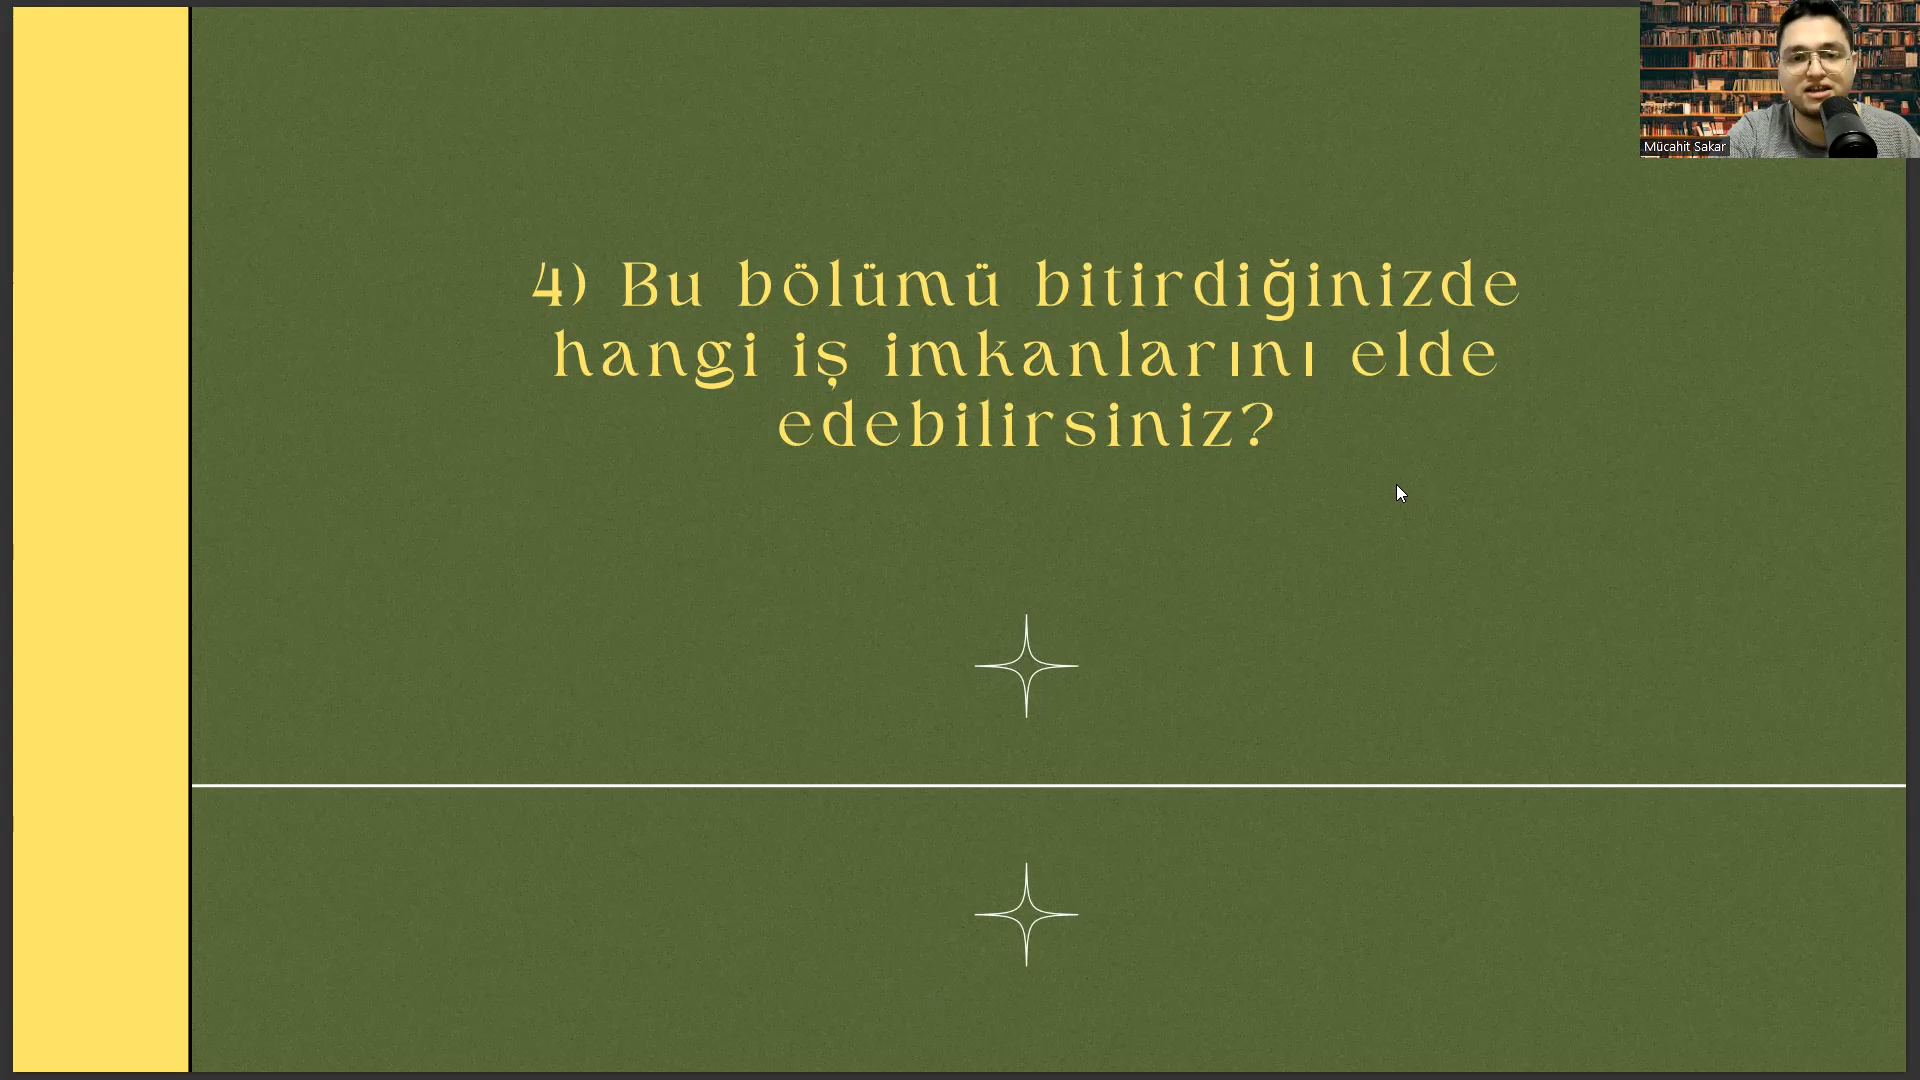 Mücahit Sakar
4) Bu bölümü bitirdiğinizde
hangi iş imkanlarını elde
edebilirsiniz?